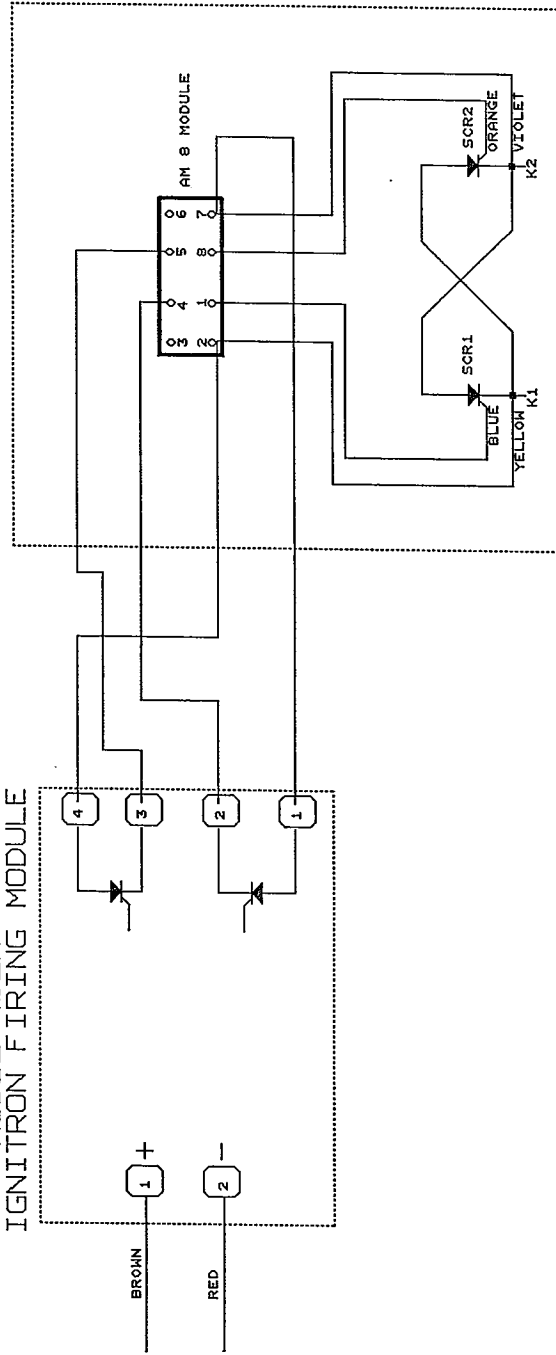 IGNITRON FIRING MODULE
BROWN
1 +
RED
2 -
4
3
2
1
AM 8 MODULE
3 4 5 6
2 1 8 7
SCR1
SCR2
BLUE
ORANGE
YELLOW
VIOLET
K1
K2